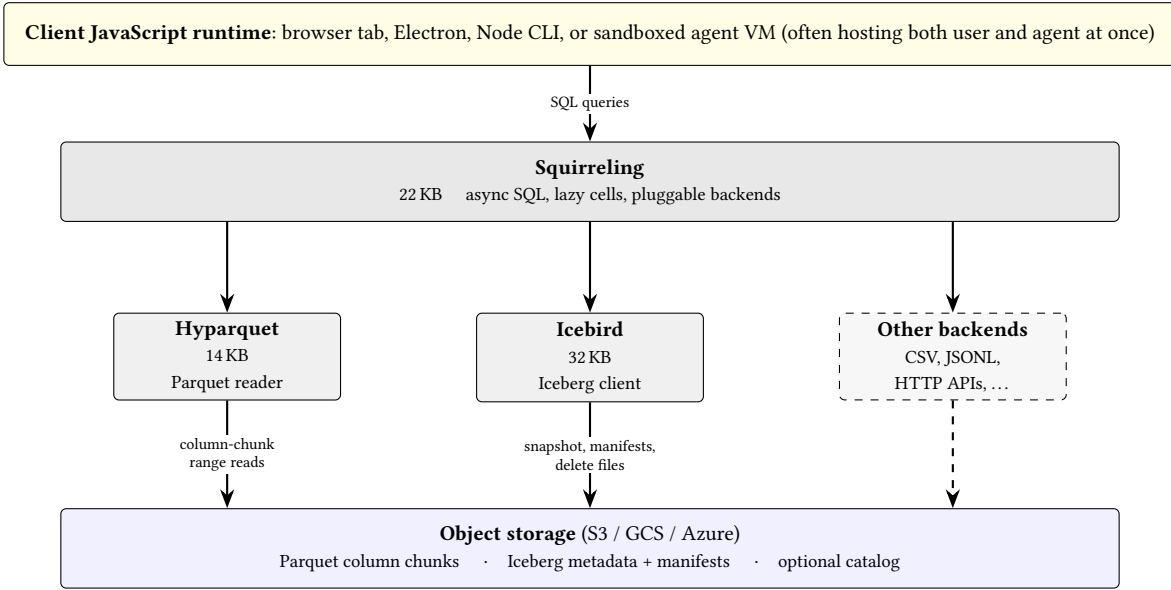 Client JavaScript runtime: browser tab, Electron, Node CLI, or sandboxed agent VM (often hosting both user and agent at once)
SQL queries
Squirreling
22 KB async SQL, lazy cells, pluggable backends
Hyparquet
14 KB
Parquet reader
Icebird
32 KB
Iceberg client
Other backends
CSV, JSONL,
HTTP APIs, …
column-chunk
range reads
snapshot, manifests,
delete files
Object storage (S3 / GCS / Azure)
Parquet column chunks · Iceberg metadata + manifests · optional catalog